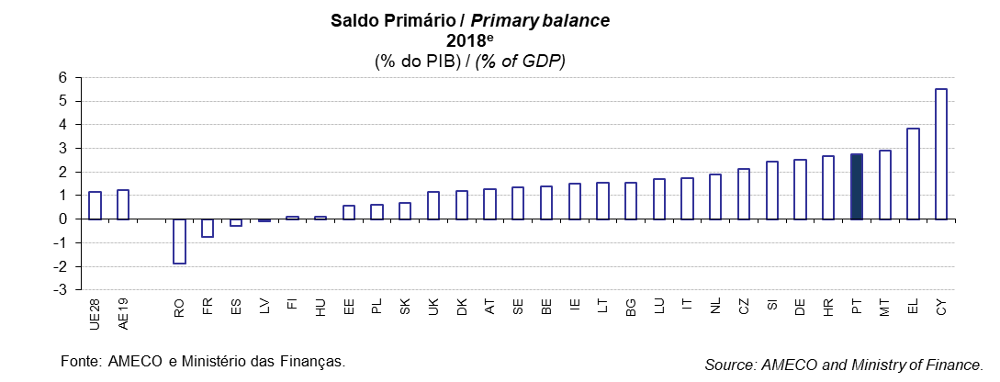 Saldo Primário / Primary balance
2018ᵉ
(% do PIB) / (% of GDP)
6
5
4
3
2
1
0
-1
-2
-3
UE28 AE19 RO FR ES LV FI HU EE PL SK UK DK AT SE BE IE LT BG LU IT NL CZ SI DE HR PT MT EL CY
Fonte: AMECO e Ministério das Finanças.
Source: AMECO and Ministry of Finance.